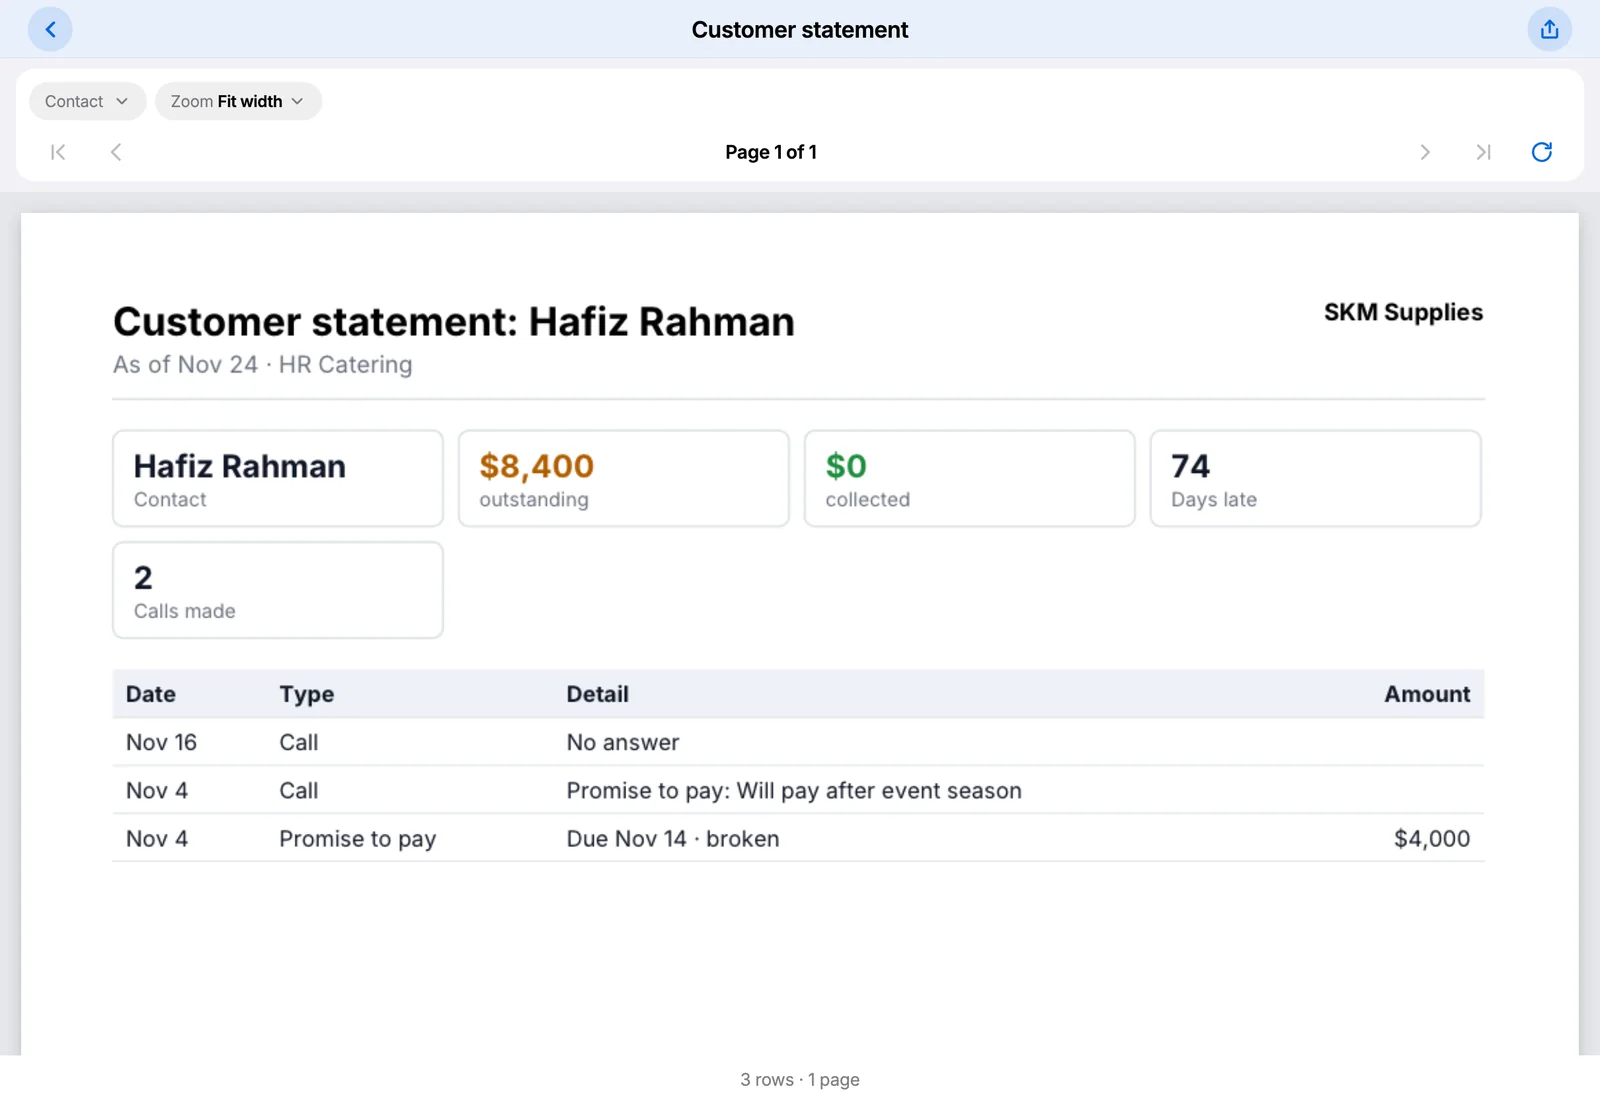 Customer statement
Contact
Zoom Fit width
Page 1 of 1
Customer statement: Hafiz Rahman
SKM Supplies
As of Nov 24 · HR Catering
Hafiz Rahman
Contact
$8,400
outstanding
$0
collected
74
Days late
2
Calls made
Date Type Detail Amount
Nov 16 Call No answer
Nov 4 Call Promise to pay: Will pay after event season
Nov 4 Promise to pay Due Nov 14 · broken $4,000
3 rows · 1 page